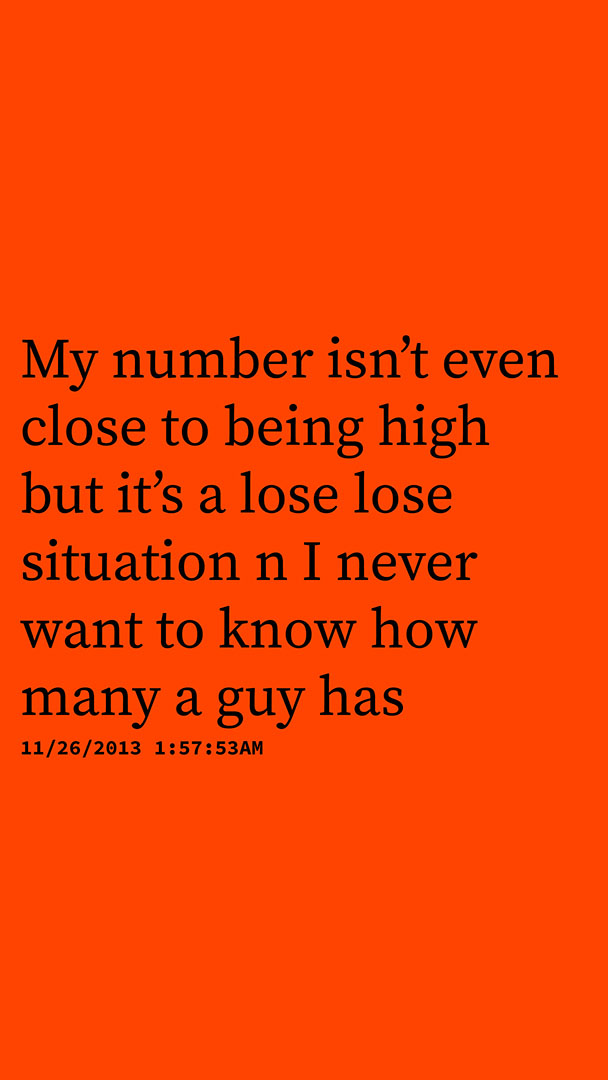 My number isn’t even
close to being high
but it’s a lose lose
situation n I never
want to know how
many a guy has
11/26/2013 1:57:53AM